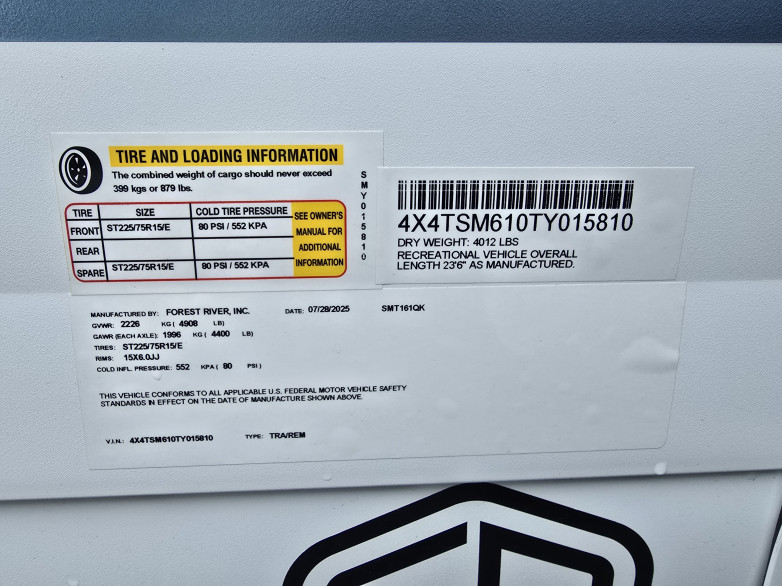 TIRE AND LOADING INFORMATION
The combined weight of cargo should never exceed
399 kgs or 879 lbs.
TIRE SIZE COLD TIRE PRESSURE
FRONT ST225/75R15/E 80 PSI / 552 KPA
REAR
SPARE ST225/75R15/E 80 PSI / 552 KPA
SEE OWNER'S
MANUAL FOR
ADDITIONAL
INFORMATION
SMY015810
4X4TSM610TY015810
DRY WEIGHT: 4012 LBS
RECREATIONAL VEHICLE OVERALL
LENGTH 23'6" AS MANUFACTURED.
MANUFACTURED BY: FOREST RIVER, INC. DATE: 07/28/2025 SMT161QK
GVWR: 2226 KG ( 4908 LB)
GAWR (EACH AXLE): 1996 KG ( 4400 LB)
TIRES: ST225/75R15/E
RIMS: 15X6.0JJ
COLD INFL. PRESSURE: 552 KPA ( 80 PSI )
THIS VEHICLE CONFORMS TO ALL APPLICABLE U.S. FEDERAL MOTOR VEHICLE SAFETY
STANDARDS IN EFFECT ON THE DATE OF MANUFACTURE SHOWN ABOVE.
V.I.N.: 4X4TSM610TY015810 TYPE: TRA/REM